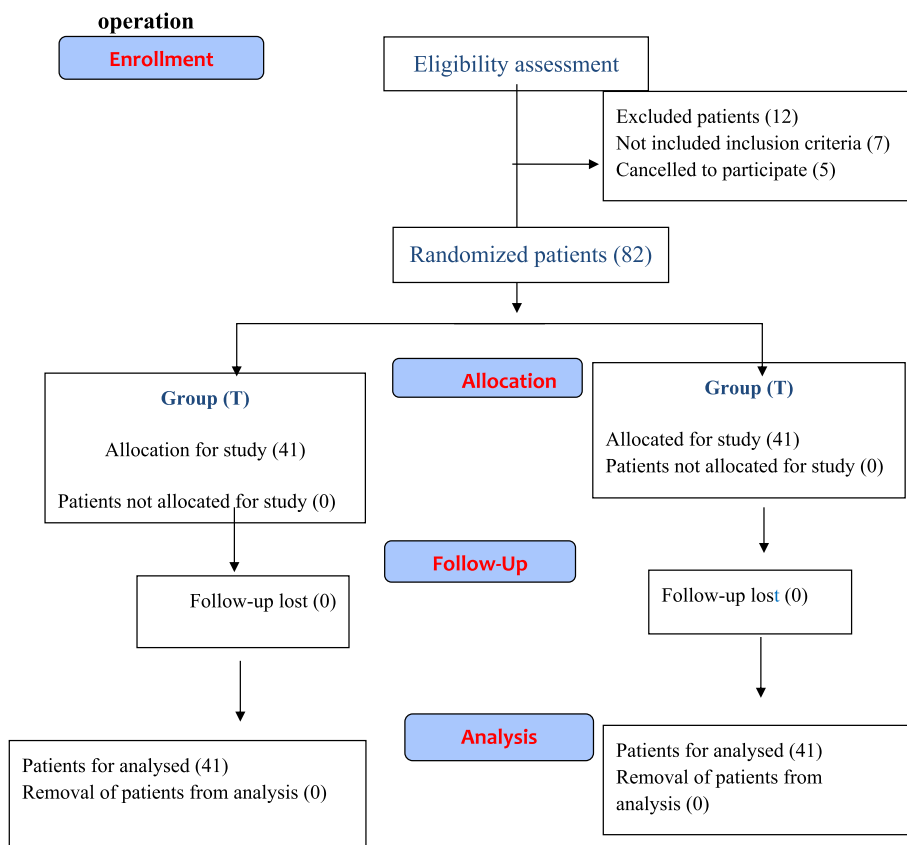 operation
Enrollment
Eligibility assessment
Excluded patients (12)
Not included inclusion criteria (7)
Cancelled to participate (5)
Randomized patients (82)
Allocation
Group (T)
Allocation for study (41)
Patients not allocated for study (0)
Group (T)
Allocated for study (41)
Patients not allocated for study (0)
Follow-Up
Follow-up lost (0)
Follow-up lost (0)
Analysis
Patients for analysed (41)
Removal of patients from analysis (0)
Patients for analysed (41)
Removal of patients from
analysis (0)